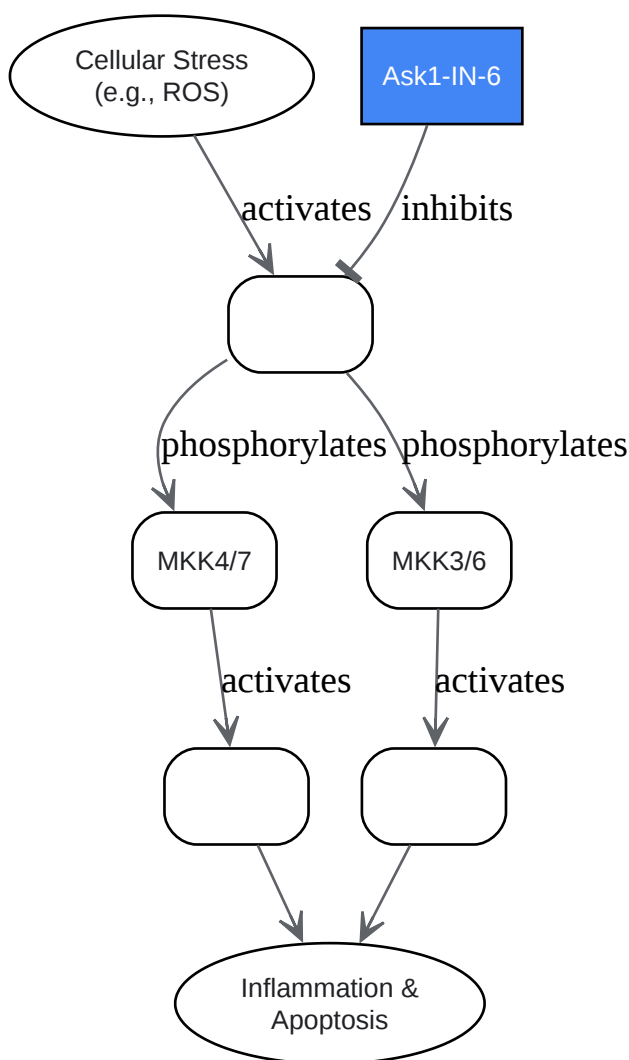 Cellular Stress
(e.g., ROS)
Ask1-IN-6
activates
inhibits
phosphorylates
phosphorylates
MKK4/7
MKK3/6
activates
activates
Inflammation &
Apoptosis